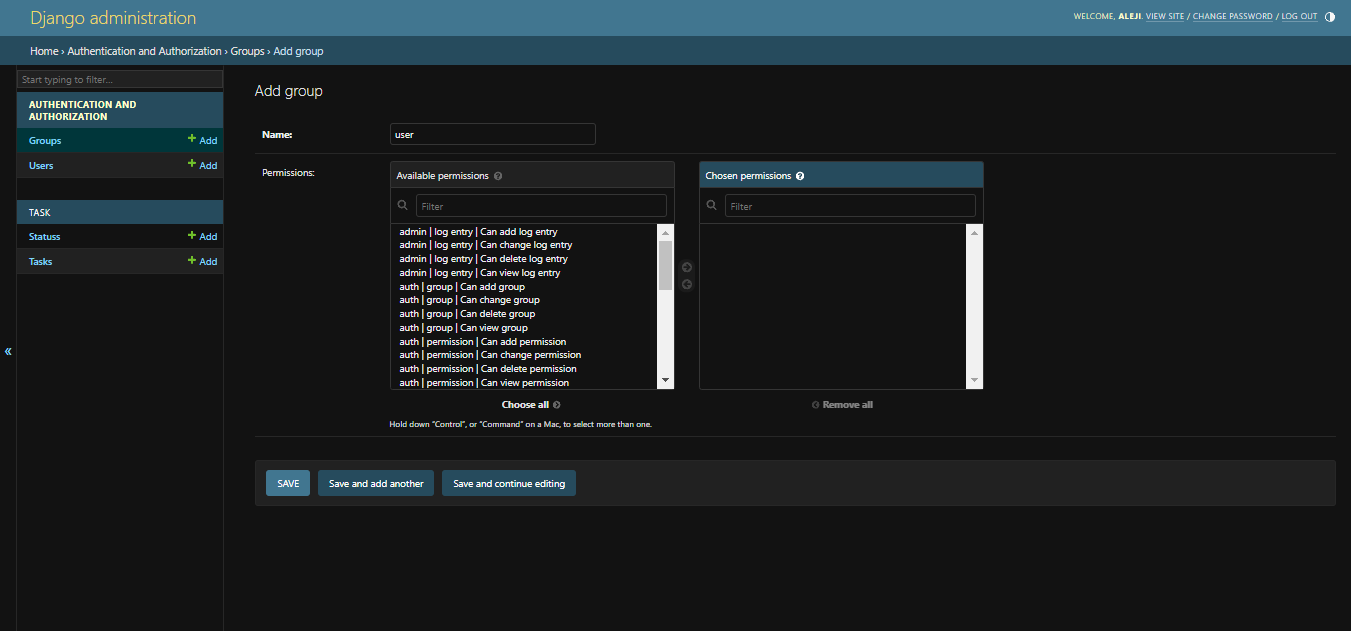 Django administration
WELCOME, ALEJI. VIEW SITE / CHANGE PASSWORD / LOG OUT
Home › Authentication and Authorization › Groups › Add group
Start typing to filter...
AUTHENTICATION AND
AUTHORIZATION
Groups
Add
Users
Add
TASK
Statuss
Add
Tasks
Add
«
Add group
Name:
user
Permissions:
Available permissions
Filter
admin | log entry | Can add log entry
admin | log entry | Can change log entry
admin | log entry | Can delete log entry
admin | log entry | Can view log entry
auth | group | Can add group
auth | group | Can change group
auth | group | Can delete group
auth | group | Can view group
auth | permission | Can add permission
auth | permission | Can change permission
auth | permission | Can delete permission
auth | permission | Can view permission
Choose all
Chosen permissions
Filter
Remove all
Hold down “Control”, or “Command” on a Mac, to select more than one.
SAVE
Save and add another
Save and continue editing